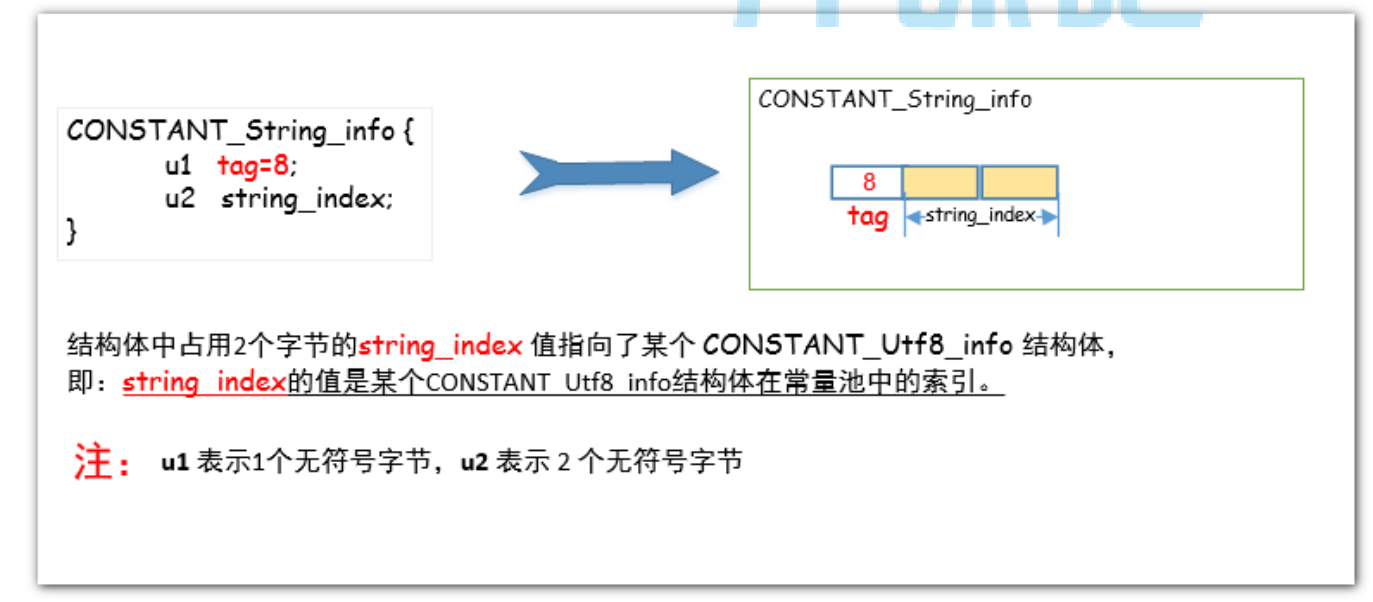 CONSTANT_String_info {
u1 tag=8;
u2 string_index;
}
CONSTANT_String_info
8
tag
string_index
结构体中占用2个字节的string_index 值指向了某个 CONSTANT_Utf8_info 结构体，
即：string_index的值是某个CONSTANT_Utf8_info结构体在常量池中的索引。
注： u1 表示1个无符号字节，u2 表示 2 个无符号字节